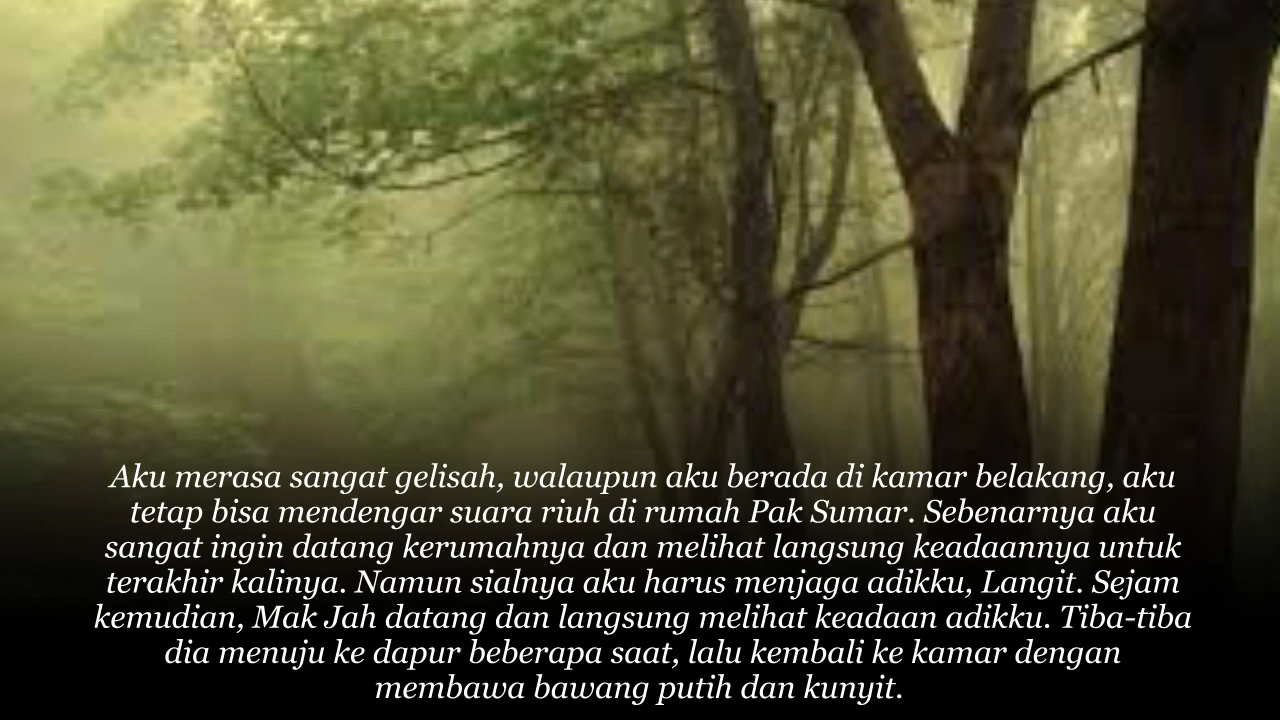 Aku merasa sangat gelisah, walaupun aku berada di kamar belakang, aku
tetap bisa mendengar suara riuh di rumah Pak Sumar. Sebenarnya aku
sangat ingin datang kerumahnya dan melihat langsung keadaannya untuk
terakhir kalinya. Namun sialnya aku harus menjaga adikku, Langit. Sejam
kemudian, Mak Jah datang dan langsung melihat keadaan adikku. Tiba-tiba
dia menuju ke dapur beberapa saat, lalu kembali ke kamar dengan
membawa bawang putih dan kunyit.